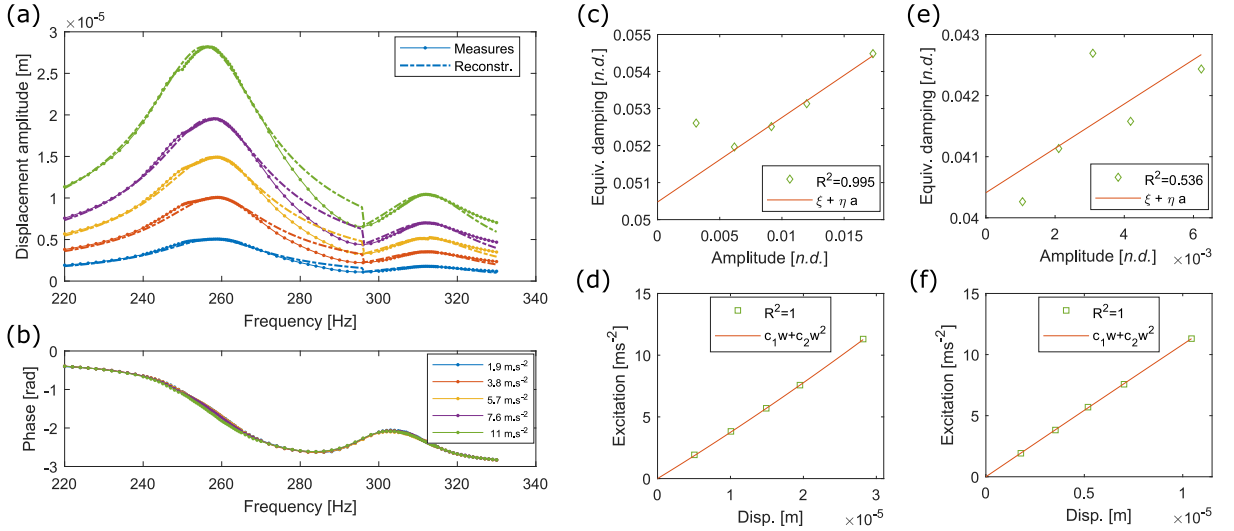 (a)
×10⁻⁵
Displacement amplitude [m]
3
2.5
2
1.5
1
0.5
0
220 240 260 280 300 320 340
Frequency [Hz]
Measures
Reconstr.
(b)
Phase [rad]
0
-1
-2
-3
220 240 260 280 300 320 340
Frequency [Hz]
1.9 m.s⁻²
3.8 m.s⁻²
5.7 m.s⁻²
7.6 m.s⁻²
11 m.s⁻²
(c)
Equiv. damping [n.d.]
0.055
0.054
0.053
0.052
0.051
0.05
0 0.005 0.01 0.015
Amplitude [n.d.]
R²=0.995
ξ + η a
(d)
Excitation [ms⁻²]
15
10
5
0
0 1 2 3
Disp. [m]
×10⁻⁵
R²=1
c₁w+c₂w²
(e)
Equiv. damping [n.d.]
0.043
0.042
0.041
0.04
0 2 4 6
Amplitude [n.d.]
×10⁻³
R²=0.536
ξ + η a
(f)
Excitation [ms⁻²]
15
10
5
0
0 0.5 1
Disp. [m]
×10⁻⁵
R²=1
c₁w+c₂w²